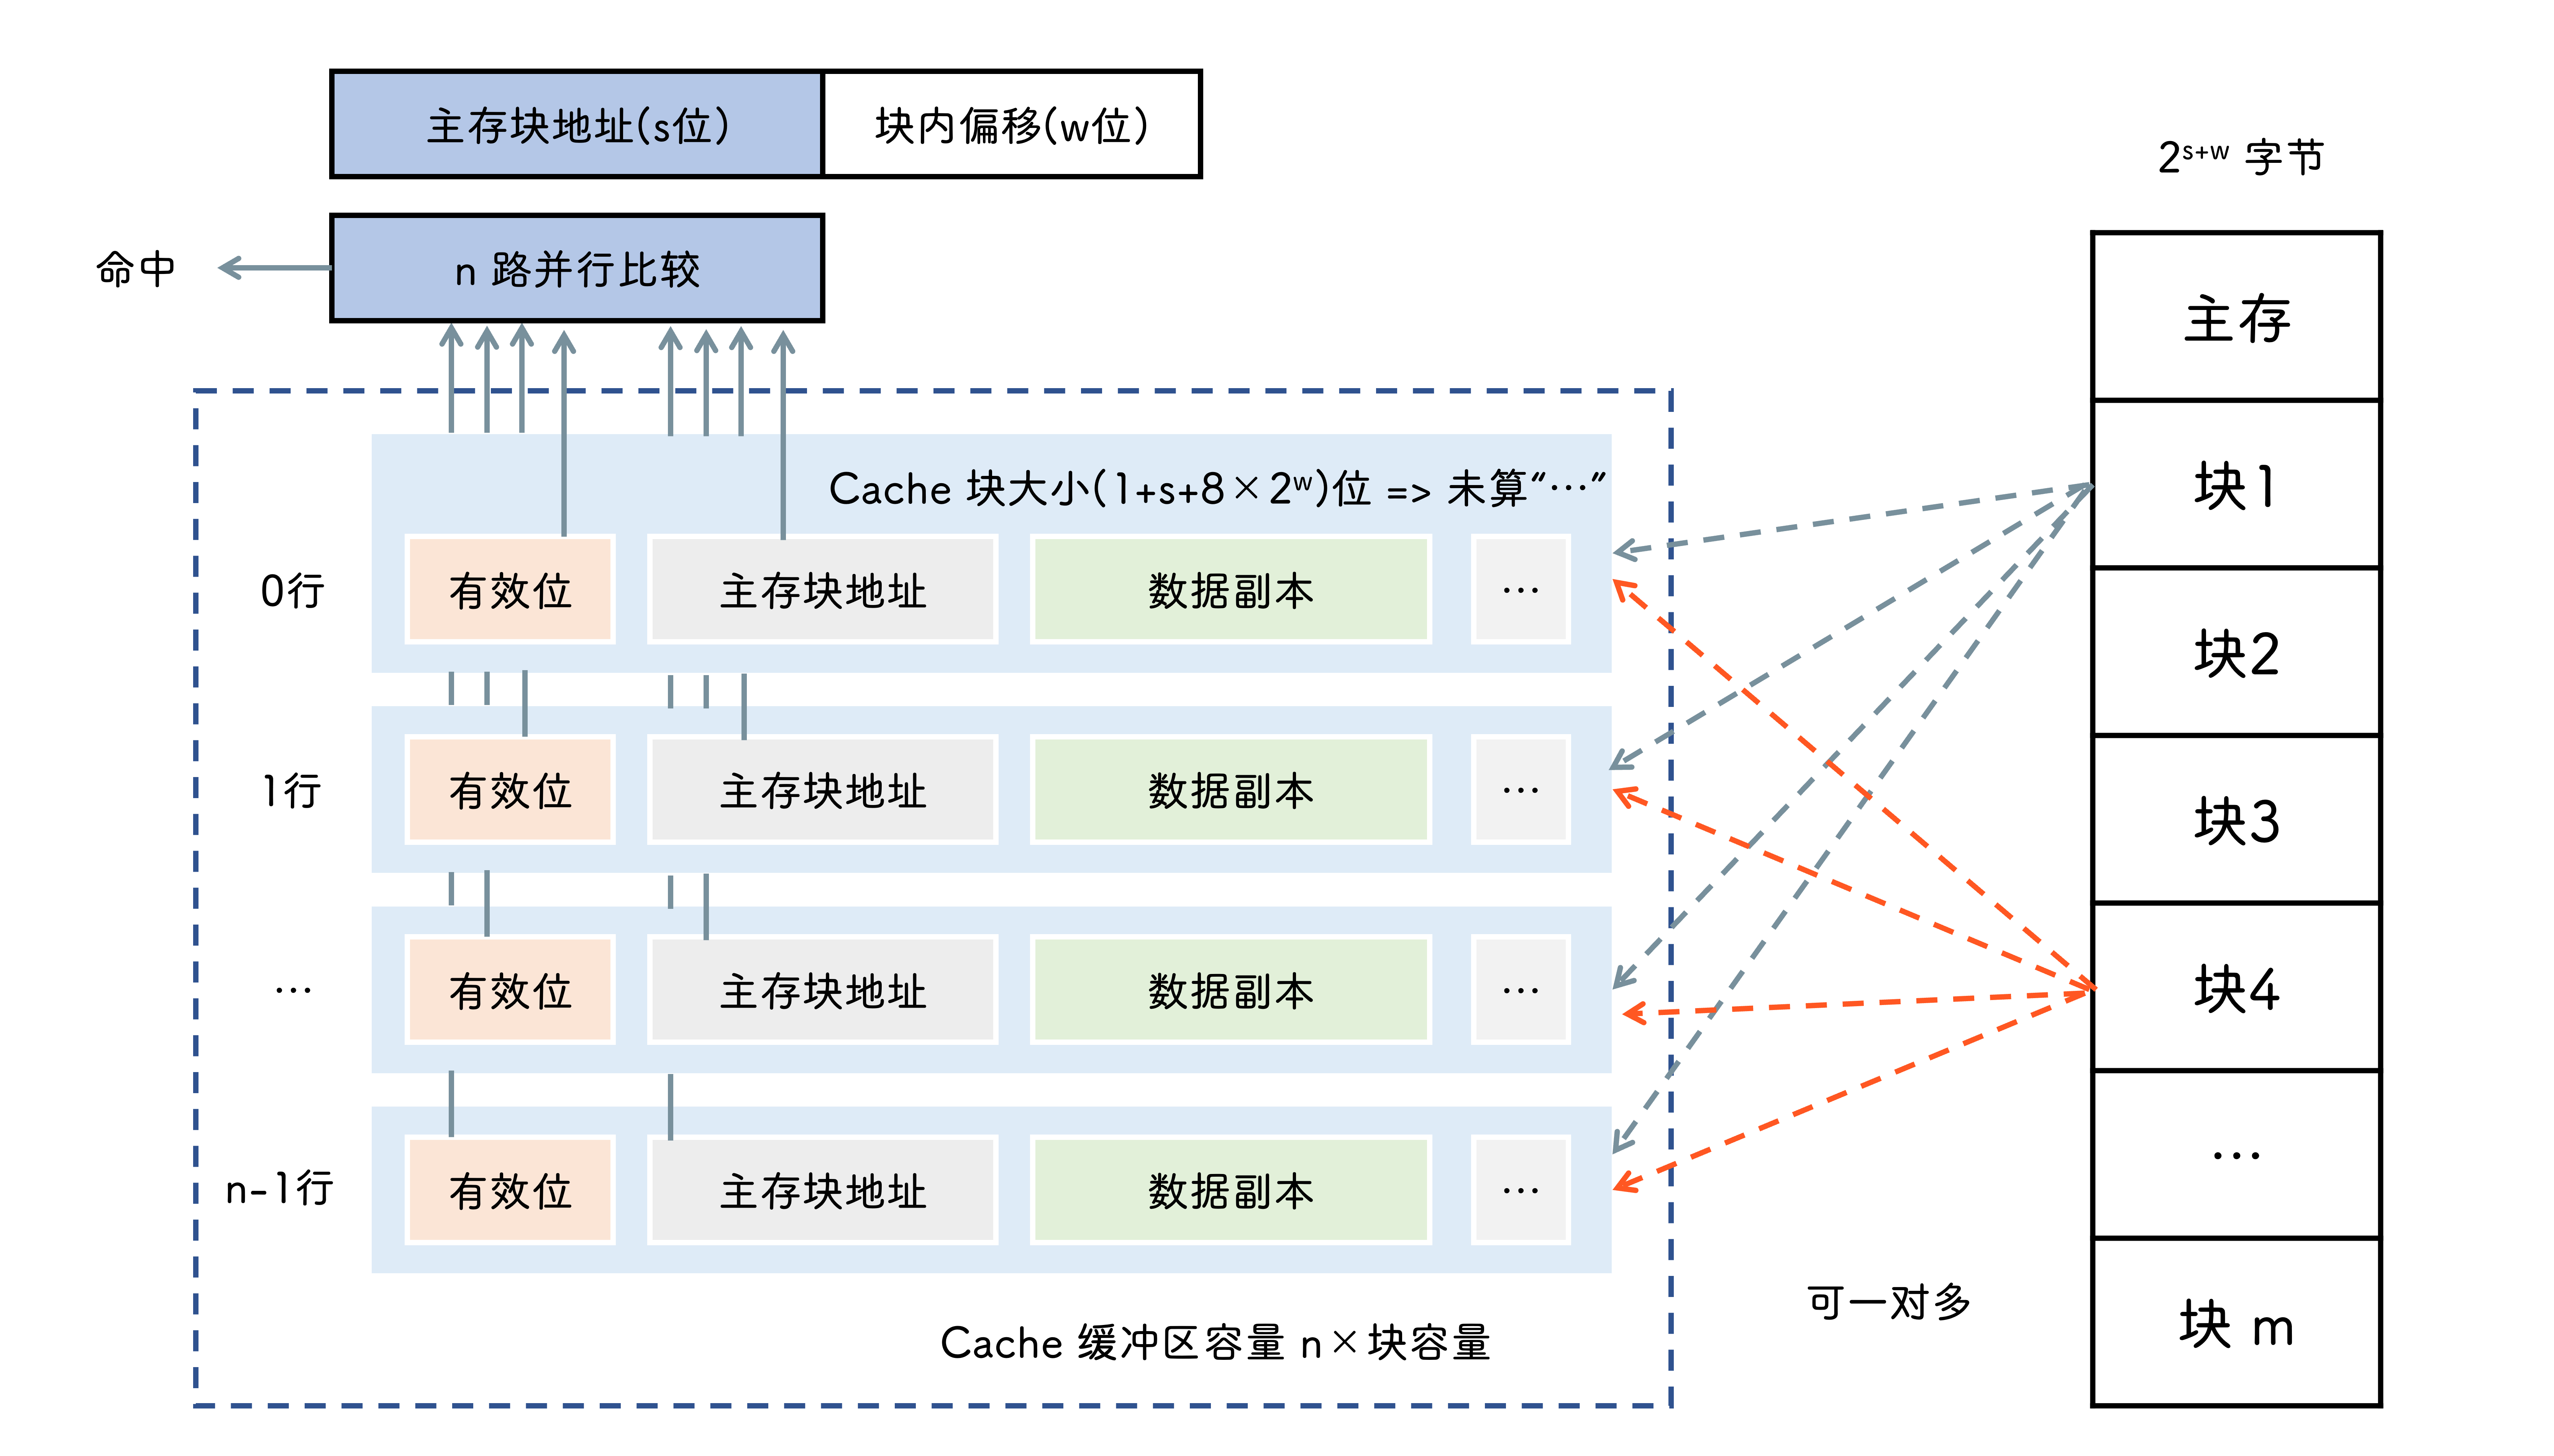 主存块地址(s位) 块内偏移(w位)
命中
n 路并行比较
Cache 块大小(1+s+8×2ʷ)位 => 未算“…”
0行 有效位 主存块地址 数据副本 …
1行 有效位 主存块地址 数据副本 …
… 有效位 主存块地址 数据副本 …
n-1行 有效位 主存块地址 数据副本 …
Cache 缓冲区容量 n×块容量
可一对多
2ˢ⁺ʷ 字节
主存
块1
块2
块3
块4
…
块 m